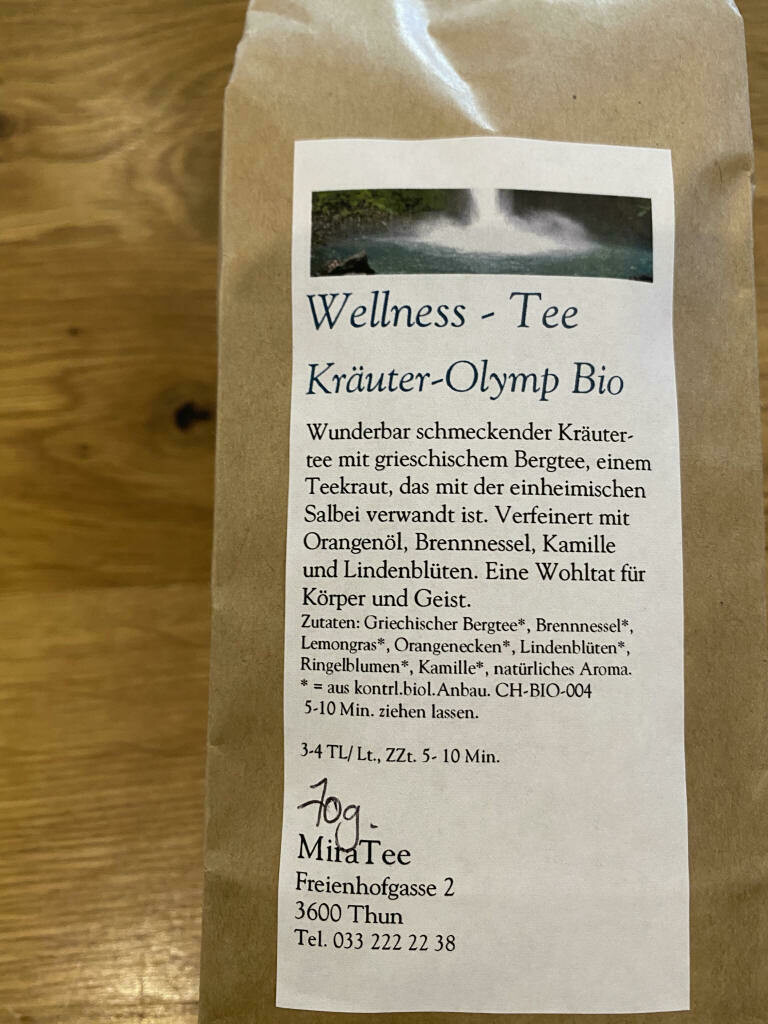 Wellness - Tee
Kräuter-Olymp Bio
Wunderbar schmeckender Kräuter-
tee mit grieschischem Bergtee, einem
Teekraut, das mit der einheimischen
Salbei verwandt ist. Verfeinert mit
Orangenöl, Brennnessel, Kamille
und Lindenblüten. Eine Wohltat für
Körper und Geist.
Zutaten: Griechischer Bergtee*, Brennnessel*,
Lemongras*, Orangenecken*, Lindenblüten*,
Ringelblumen*, Kamille*, natürliches Aroma.
* = aus kontrl.biol.Anbau. CH-BIO-004
5-10 Min. ziehen lassen.
3-4 TL/ Lt., ZZt. 5- 10 Min.
70g.
MiraTee
Freienhofgasse 2
3600 Thun
Tel. 033 222 22 38